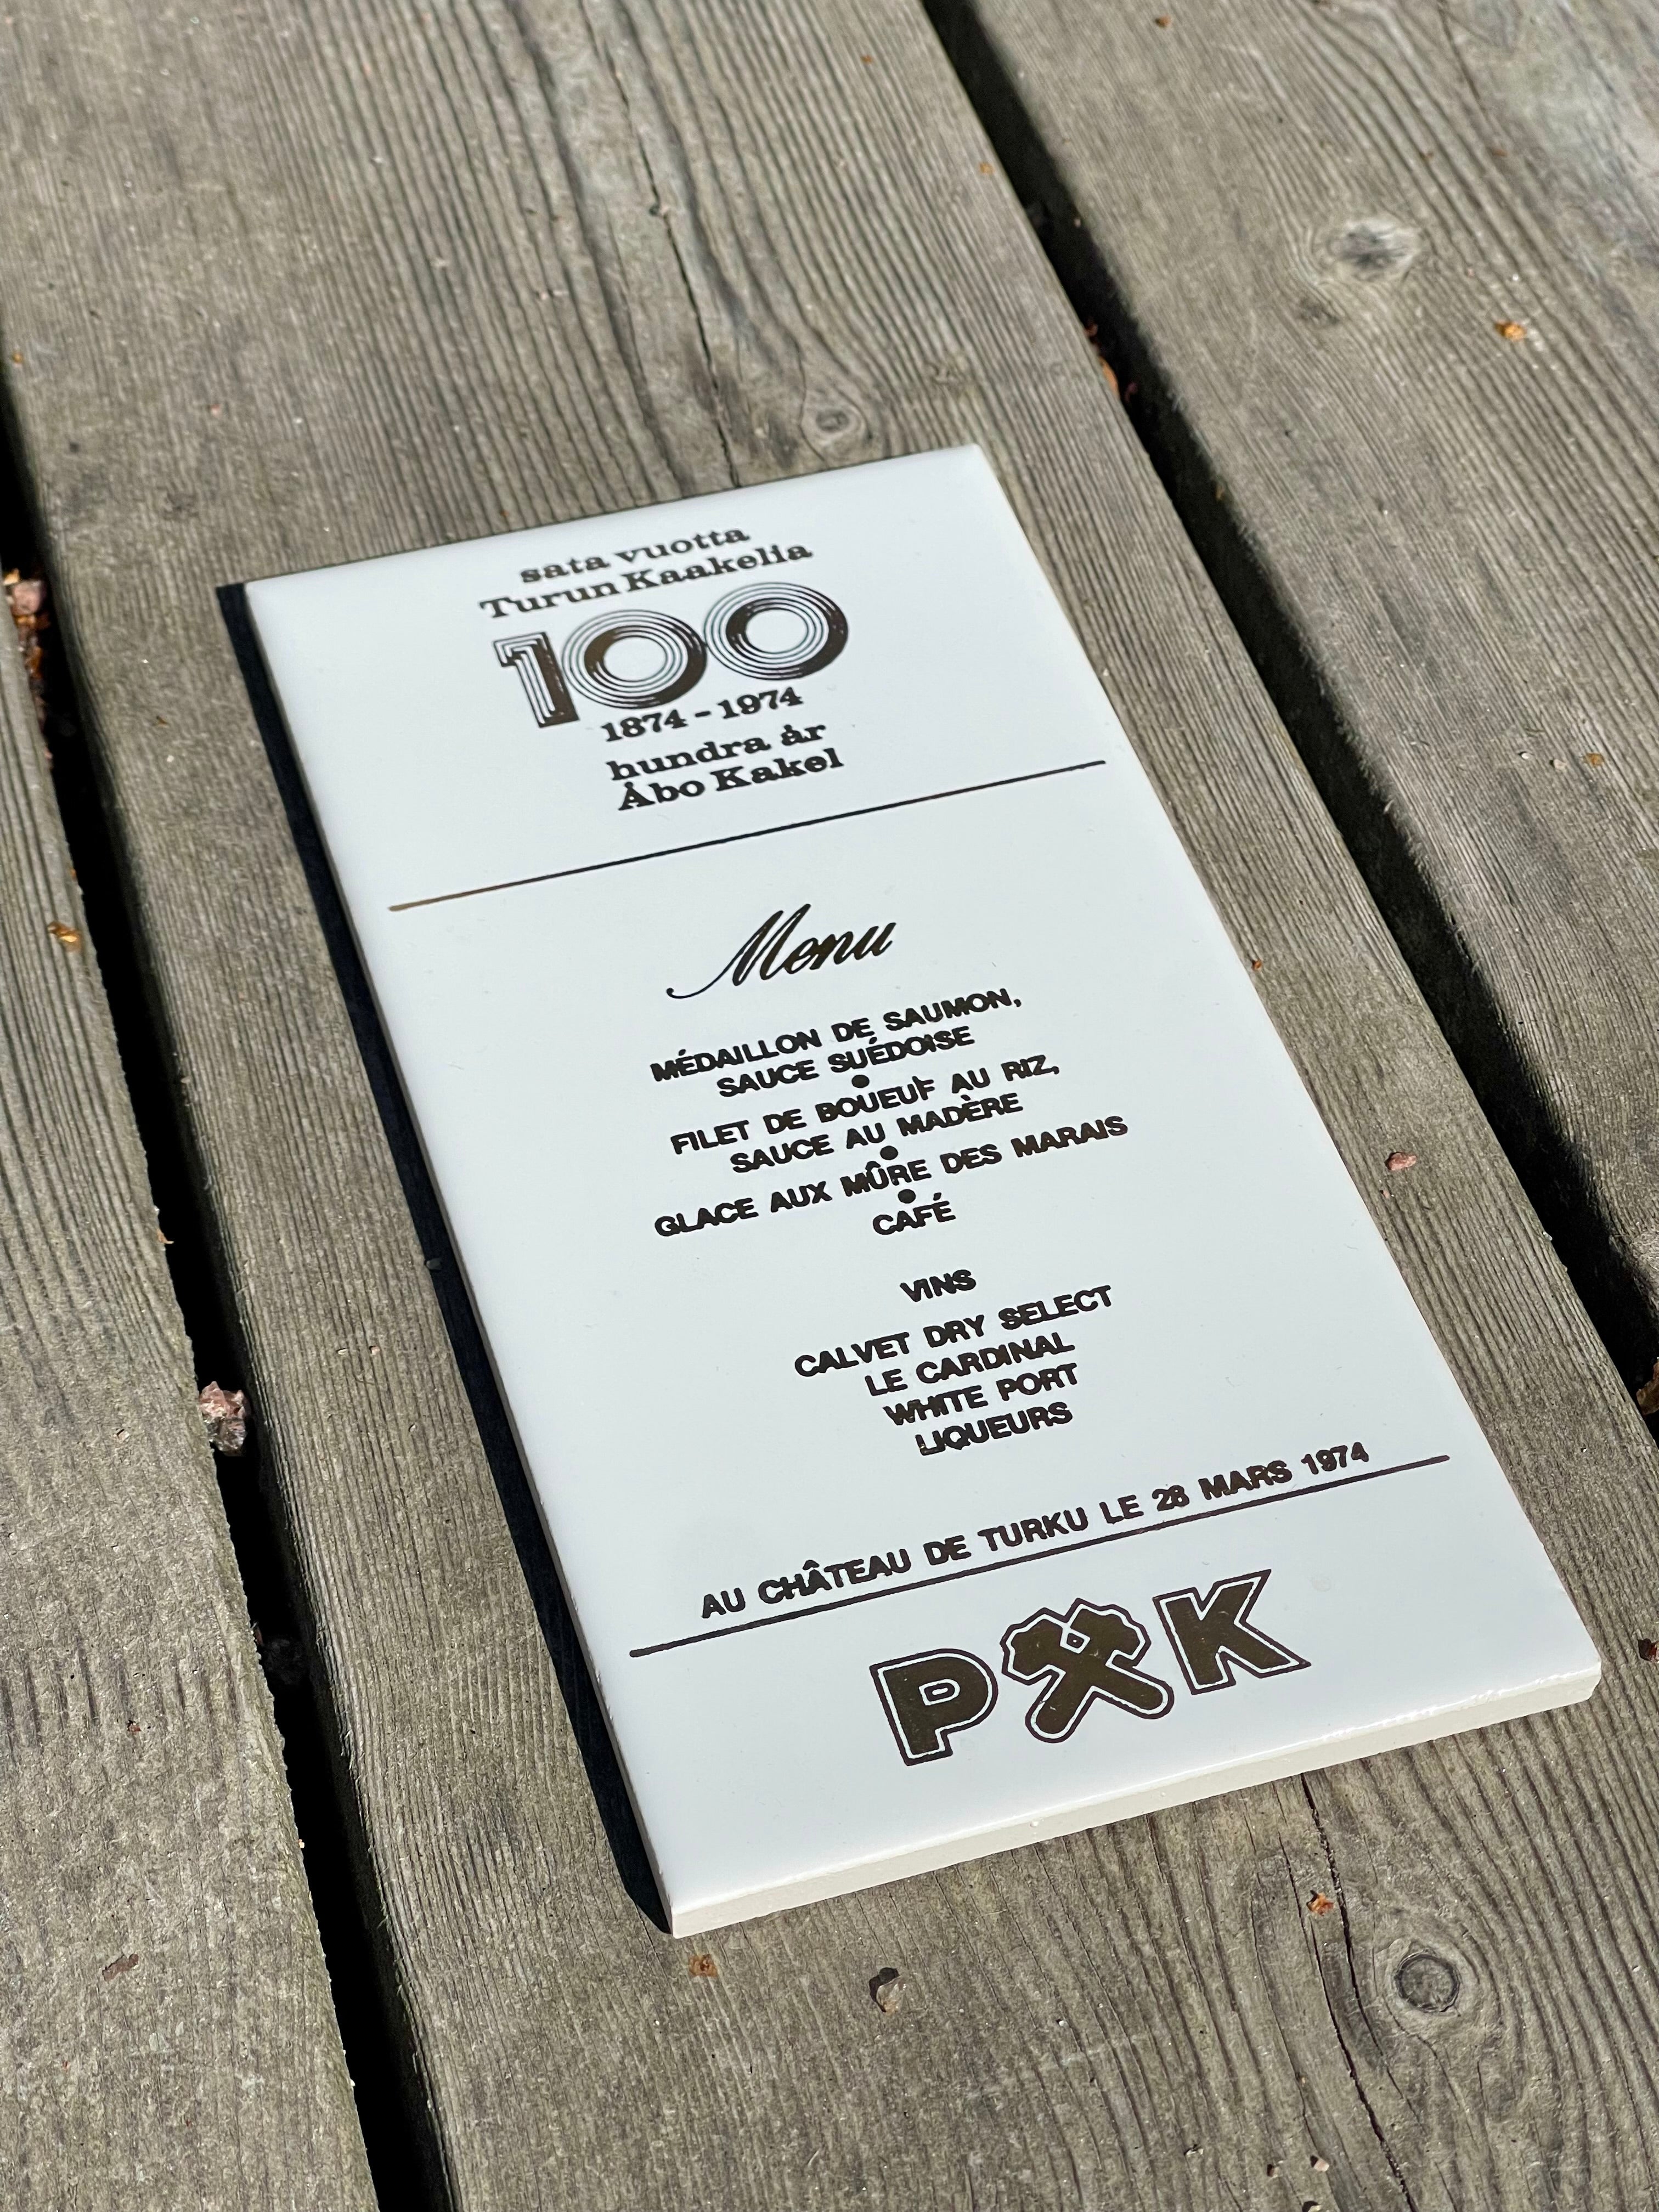 sata vuotta
Turun Kaakelia
100
1874 - 1974
hundra år
Åbo Kakel
Menu
MÉDAILLON DE SAUMON,
SAUCE SUÉDOISE
FILET DE BOUEUF AU RIZ,
SAUCE AU MADÈRE
GLACE AUX MÛRE DES MARAIS
CAFÉ
VINS
CALVET DRY SELECT
LE CARDINAL
WHITE PORT
LIQUEURS
AU CHÂTEAU DE TURKU LE 28 MARS 1974
P K